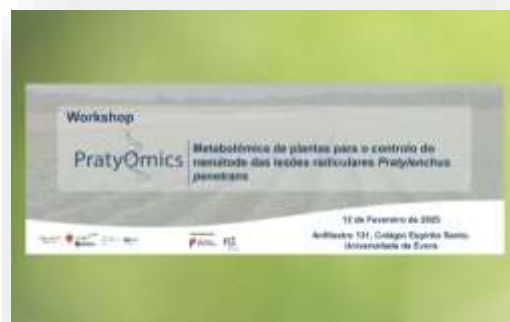 Workshop
PratyOmics
Metabolómica de plantas para o controlo do
nemátode das lesões radiculares Pratylenchus
penetrans
12 de Fevereiro de 2025
Anfiteatro 131, Colégio Espírito Santo,
Universidade de Évora